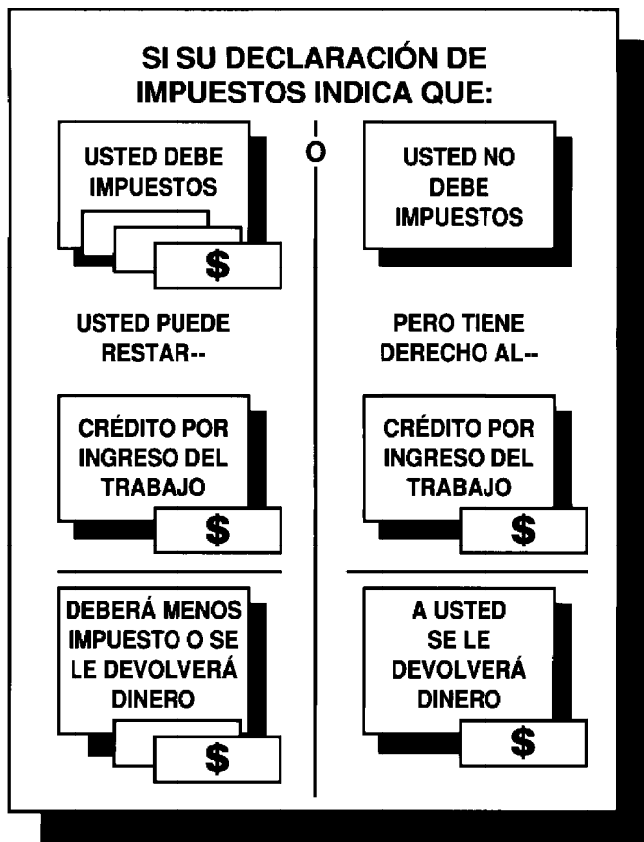 SI SU DECLARACIÓN DE
IMPUESTOS INDICA QUE:
USTED DEBE
IMPUESTOS
$
USTED PUEDE
RESTAR--
CRÉDITO POR
INGRESO DEL
TRABAJO
$
DEBERÁ MENOS
IMPUESTO O SE
LE DEVOLVERÁ
DINERO
$
O
USTED NO
DEBE
IMPUESTOS
PERO TIENE
DERECHO AL--
CRÉDITO POR
INGRESO DEL
TRABAJO
$
A USTED
SE LE
DEVOLVERÁ
DINERO
$